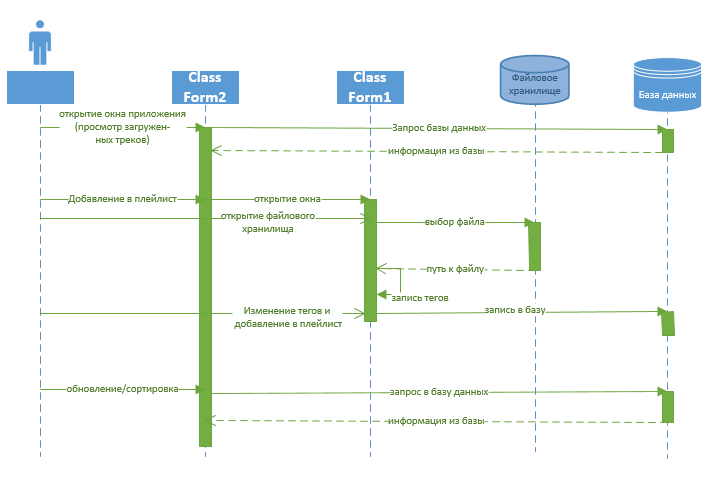 Class
Form2
Class
Form1
Файловое
хранилище
База данных
открытие окна приложения
(просмотр загружен-
ных треков)
Запрос базы данных
информация из базы
Добавление в плейлист
открытие окна
открытие файлового
хранилища
выбор файла
путь к файлу
запись тегов
Изменение тегов и
добавление в плейлист
запись в базу
обновление/сортировка
запрос в базу данных
информация из базы